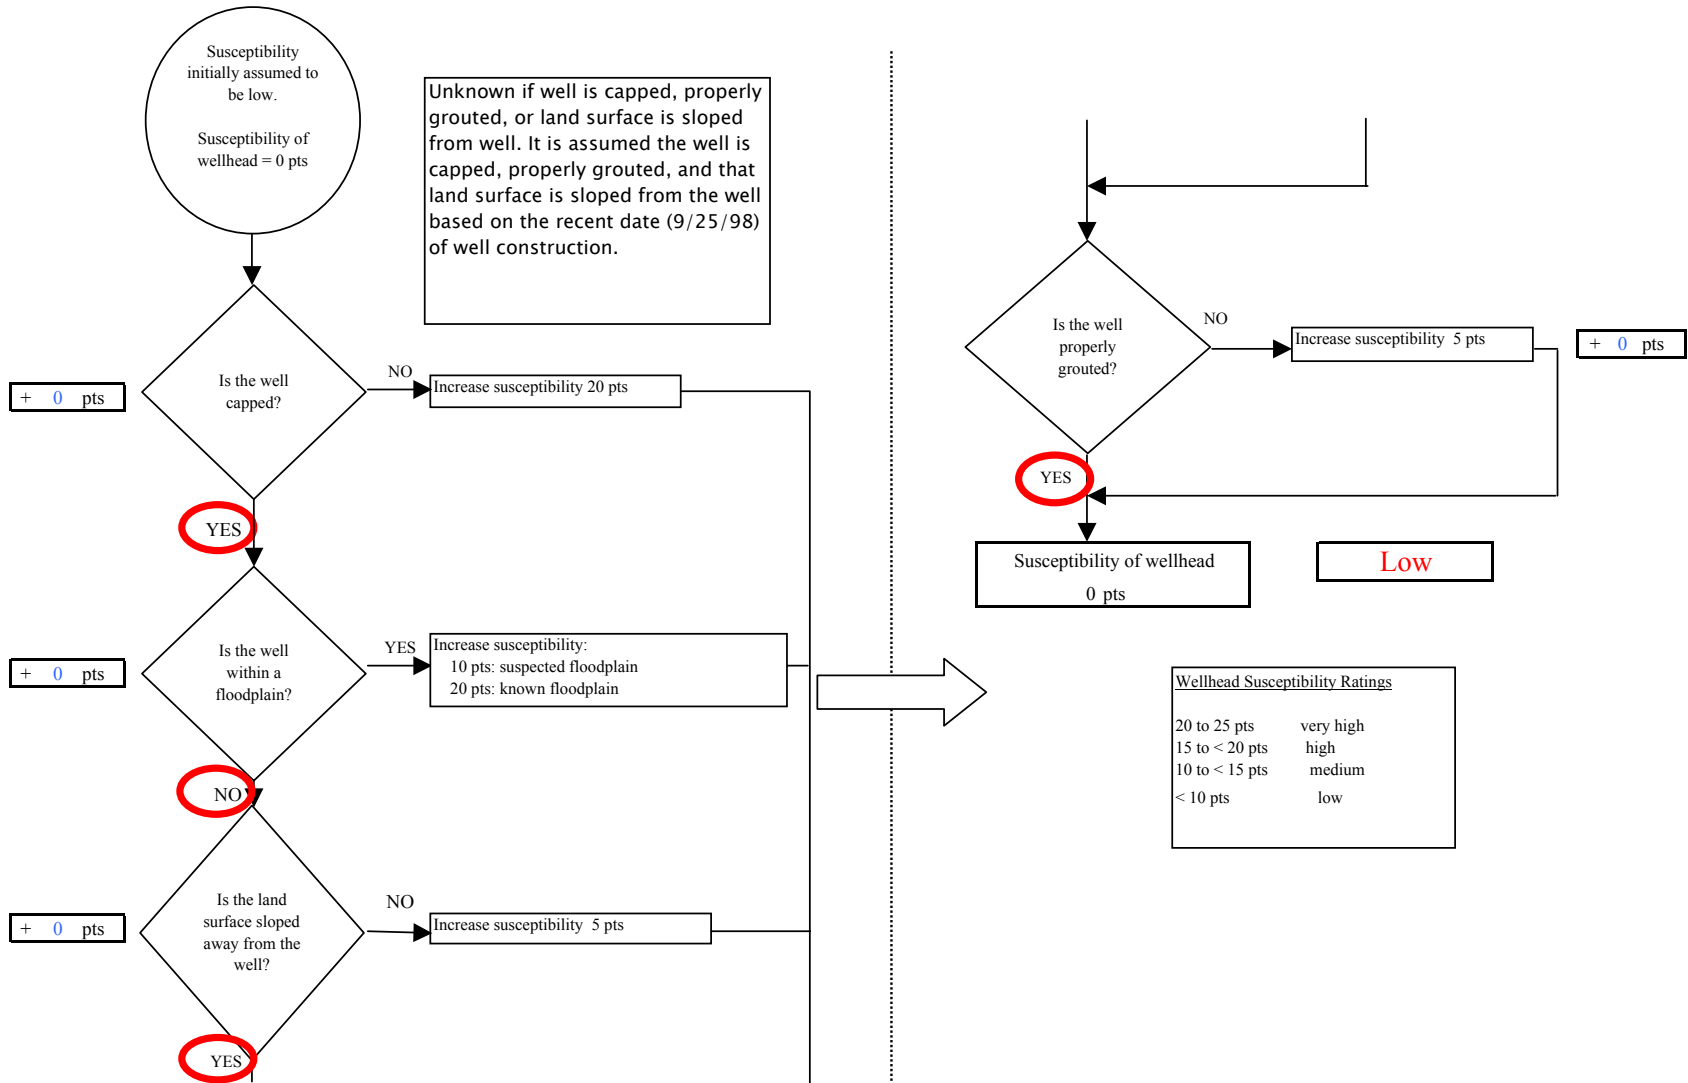 Susceptibility
initially assumed to
be low.
Susceptibility of
wellhead = 0 pts
Unknown if well is capped, properly
grouted, or land surface is sloped
from well. It is assumed the well is
capped, properly grouted, and that
land surface is sloped from the well
based on the recent date (9/25/98)
of well construction.
+ 0 pts
Is the well
capped?
NO
Increase susceptibility 20 pts
YES
+ 0 pts
Is the well
within a
floodplain?
YES
Increase susceptibility:
10 pts: suspected floodplain
20 pts: known floodplain
NO
+ 0 pts
Is the land
surface sloped
away from the
well?
NO
Increase susceptibility 5 pts
YES
Is the well
properly
grouted?
NO
Increase susceptibility 5 pts
+ 0 pts
YES
Susceptibility of wellhead
0 pts
Low
Wellhead Susceptibility Ratings
20 to 25 pts very high
15 to < 20 pts high
10 to < 15 pts medium
< 10 pts low